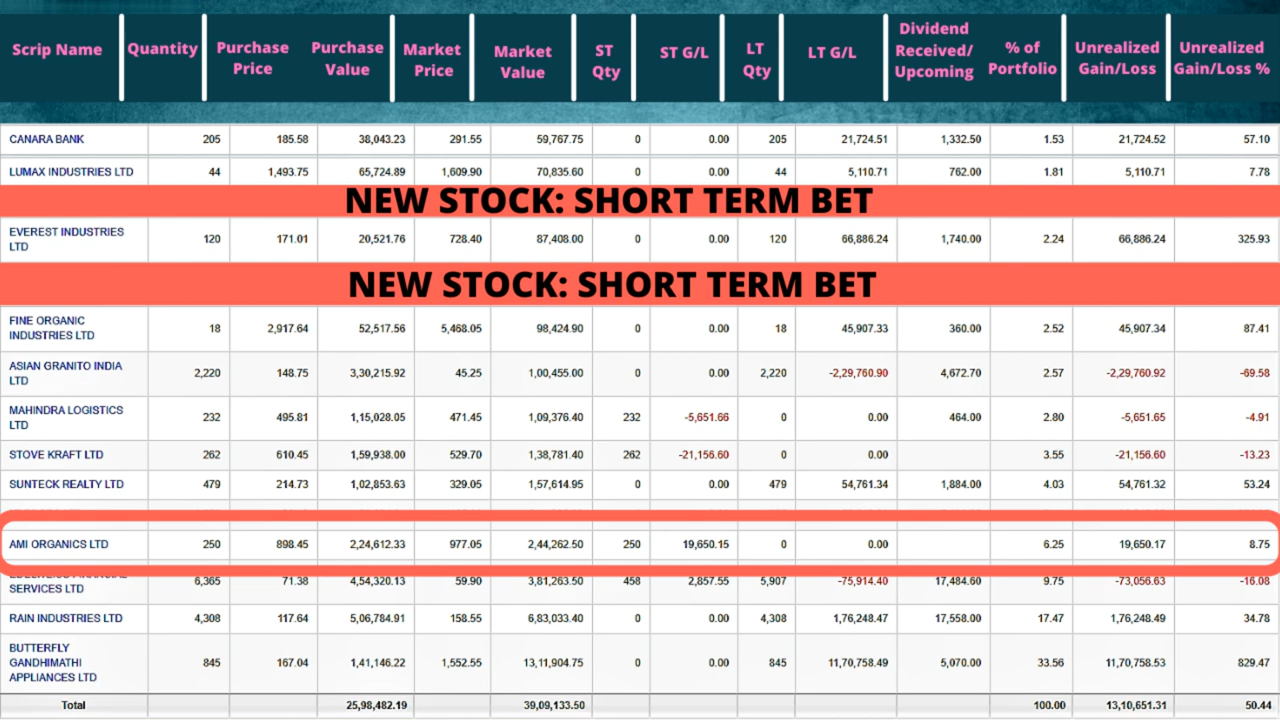 Scrip Name Quantity Purchase Price Purchase Value Market Price Market Value ST Qty ST G/L LT Qty LT G/L Dividend Received/ Upcoming % of Portfolio Unrealized Gain/Loss Unrealized Gain/Loss %
CANARA BANK 205 185.58 38,043.23 291.55 59,767.75 0 0.00 205 21,724.51 1,332.50 1.53 21,724.52 57.10
LUMAX INDUSTRIES LTD 44 1,493.75 65,724.89 1,609.90 70,835.60 0 0.00 44 5,110.71 762.00 1.81 5,110.71 7.78
NEW STOCK: SHORT TERM BET
EVEREST INDUSTRIES LTD 120 171.01 20,521.76 728.40 87,408.00 0 0.00 120 66,886.24 1,740.00 2.24 66,886.24 325.93
NEW STOCK: SHORT TERM BET
FINE ORGANIC INDUSTRIES LTD 18 2,917.64 52,517.56 5,468.05 98,424.90 0 0.00 18 45,907.33 360.00 2.52 45,907.34 87.41
ASIAN GRANITO INDIA LTD 2,220 148.75 3,30,215.92 45.25 1,00,455.00 0 0.00 2,220 -2,29,760.90 4,672.70 2.57 -2,29,760.92 -69.58
MAHINDRA LOGISTICS LTD 232 495.81 1,15,028.05 471.45 1,09,376.40 232 -5,651.66 0 0.00 464.00 2.80 -5,651.65 -4.91
STOVE KRAFT LTD 262 610.45 1,59,938.00 529.70 1,38,781.40 262 -21,156.60 0 0.00 3.55 -21,156.60 -13.23
SUNTECK REALTY LTD 479 214.73 1,02,853.63 329.05 1,57,614.95 0 0.00 479 54,761.34 1,884.00 4.03 54,761.32 53.24
AMI ORGANICS LTD 250 898.45 2,24,612.33 977.05 2,44,262.50 250 19,650.15 0 0.00 6.25 19,650.17 8.75
SERVICES LTD 6,365 71.38 4,54,320.13 59.90 3,81,263.50 458 2,857.55 5,907 -75,914.40 17,484.60 9.75 -73,056.63 -16.08
RAIN INDUSTRIES LTD 4,308 117.64 5,06,784.91 158.55 6,83,033.40 0 0.00 4,308 1,76,248.47 17,558.00 17.47 1,76,248.49 34.78
BUTTERFLY GANDHIMATHI APPLIANCES LTD 845 167.04 1,41,146.22 1,552.55 13,11,904.75 0 0.00 845 11,70,758.49 5,070.00 33.56 11,70,758.53 829.47
Total 25,98,482.19 39,09,133.50 100.00 13,10,651.31 50.44